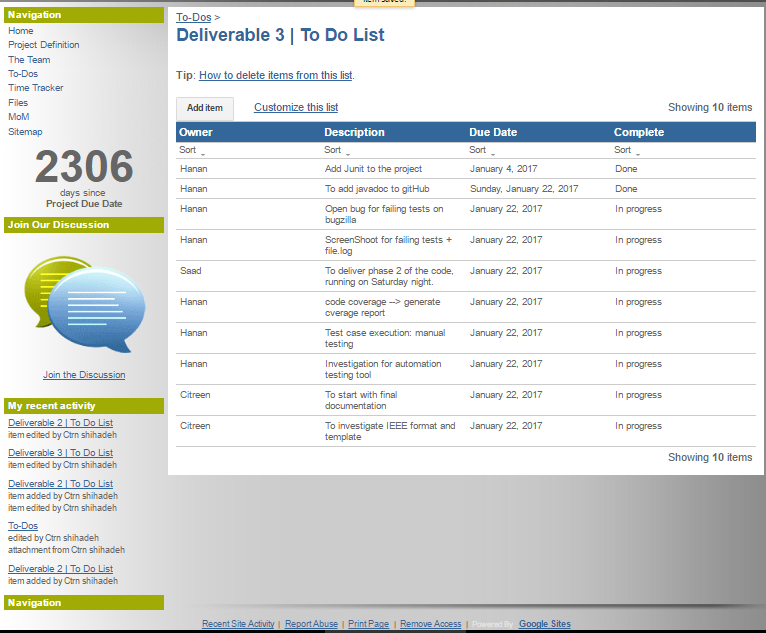 Item saved.
Navigation
Home
Project Definition
The Team
To-Dos
Time Tracker
Files
MoM
Sitemap
2306
days since
Project Due Date
Join Our Discussion
Join the Discussion
My recent activity
Deliverable 2 | To Do List
item edited by Ctrn shihadeh
Deliverable 3 | To Do List
item edited by Ctrn shihadeh
Deliverable 2 | To Do List
item added by Ctrn shihadeh
item edited by Ctrn shihadeh
To-Dos
edited by Ctrn shihadeh
attachment from Ctrn shihadeh
Deliverable 2 | To Do List
item added by Ctrn shihadeh
Navigation
To-Dos >
Deliverable 3 | To Do List
Tip: How to delete items from this list.
Add item Customize this list Showing 10 items
Owner Description Due Date Complete
Sort Sort Sort Sort
Hanan Add Junit to the project January 4, 2017 Done
Hanan To add javadoc to gitHub Sunday, January 22, 2017 Done
Hanan Open bug for failing tests on January 22, 2017 In progress
bugzilla
Hanan ScreenShoot for failing tests + January 22, 2017 In progress
file.log
Saad To deliver phase 2 of the code, January 22, 2017 In progress
running on Saturday night.
Hanan code coverage --> generate January 22, 2017 In progress
cverage report
Hanan Test case execution: manual January 22, 2017 In progress
testing
Hanan Investigation for automation January 22, 2017 In progress
testing tool
Citreen To start with final January 22, 2017 In progress
documentation
Citreen To investigate IEEE format and January 22, 2017 In progress
template
Showing 10 items
Recent Site Activity | Report Abuse | Print Page | Remove Access | Powered By Google Sites